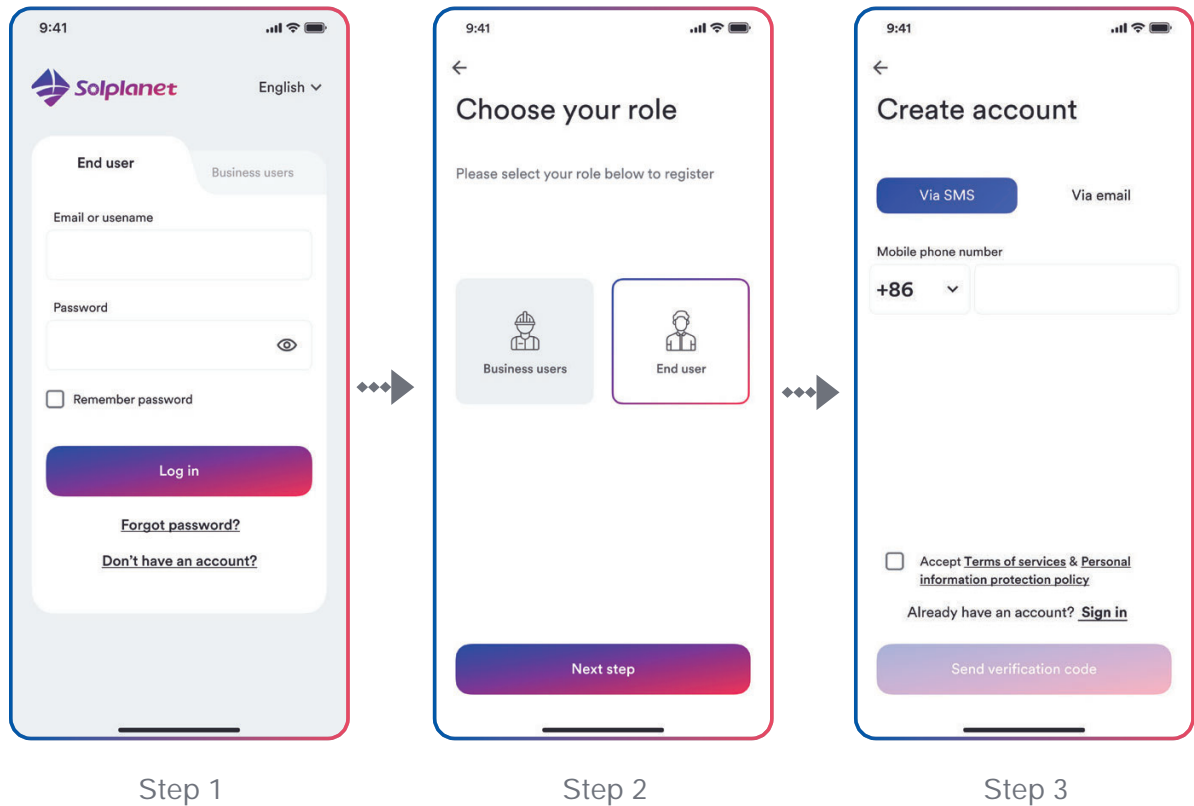 9:41
Solplanet
English
End user
Business users
Email or usename
Password
Remember password
Log in
Forgot password?
Don't have an account?
Step 1
9:41
Choose your role
Please select your role below to register
Business users
End user
Next step
Step 2
9:41
Create account
Via SMS
Via email
Mobile phone number
+86
Accept Terms of services & Personal
information protection policy
Already have an account? Sign in
Send verification code
Step 3